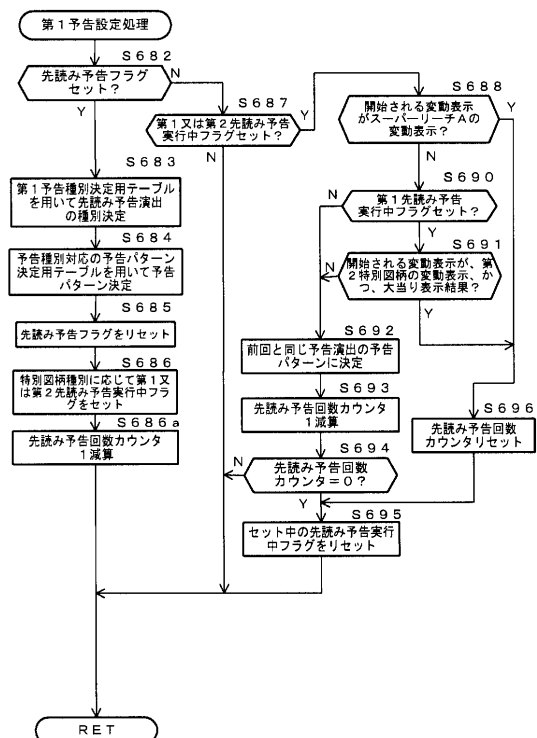 第１予告設定処理
Ｓ６８２
先読み予告フラグ
セット？
N
Y
Ｓ６８３
第１予告種別決定用テーブル
を用いて先読み予告演出
の種別決定
Ｓ６８４
予告種別対応の予告パターン
決定用テーブルを用いて予告
パターン決定
Ｓ６８５
先読み予告フラグをリセット
Ｓ６８６
特別図柄種別に応じて第１又
は第２先読み予告実行中フラ
グをセット
Ｓ６８６ａ
先読み予告回数カウンタ
１減算
Ｓ６８７
第１又は第２先読み予告
実行中フラグセット？
Y
N
Ｓ６８８
開始される変動表示
がスーパーリーチＡの
変動表示？
Y
N
Ｓ６９０
第１先読み予告
実行中フラグセット？
N
Y
Ｓ６９１
開始される変動表示が、第
２特別図柄の変動表示、か
つ、大当り表示結果？
N
Y
Ｓ６９２
前回と同じ予告演出の予告
パターンに決定
Ｓ６９３
先読み予告回数カウンタ
１減算
Ｓ６９４
先読み予告回数
カウンタ＝０？
N
Y
Ｓ６９６
先読み予告回数
カウンタリセット
Ｓ６９５
セット中の先読み予告実行
中フラグをリセット
ＲＥＴ